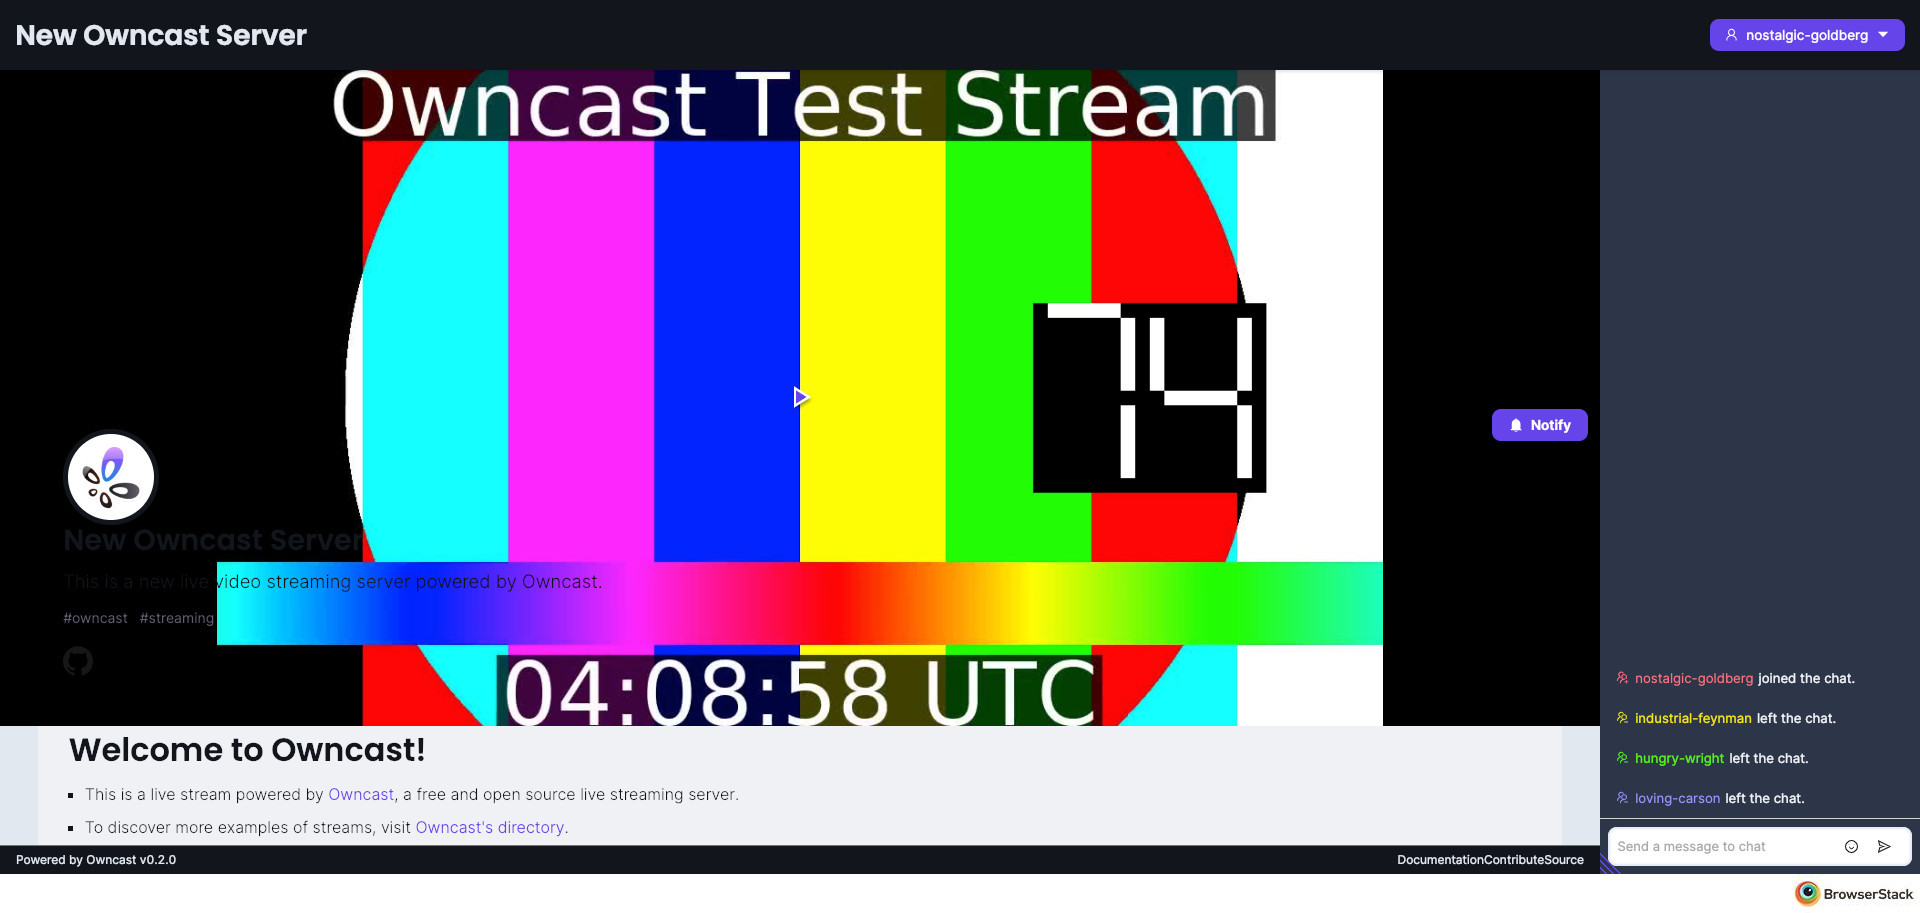 New Owncast Server
nostalgic-goldberg
Owncast Test Stream
74
Notify
New Owncast Server
This is a new live video streaming server powered by Owncast.
#owncast #streaming
04:08:58 UTC
Welcome to Owncast!
This is a live stream powered by Owncast, a free and open source live streaming server.
To discover more examples of streams, visit Owncast's directory.
nostalgic-goldberg joined the chat.
industrial-feynman left the chat.
hungry-wright left the chat.
loving-carson left the chat.
Send a message to chat
Powered by Owncast v0.2.0
DocumentationContributeSource
BrowserStack